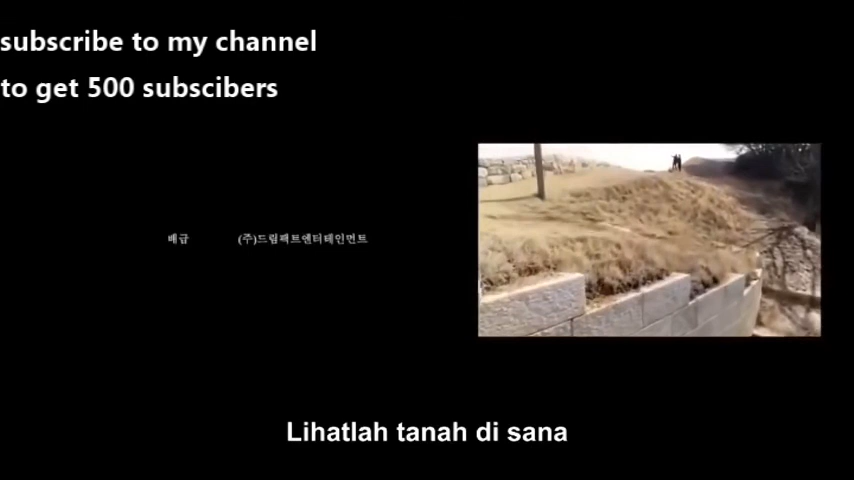 subscribe to my channel
to get 500 subscibers
배급 (주)드림팩트엔터테인먼트
Lihatlah tanah di sana